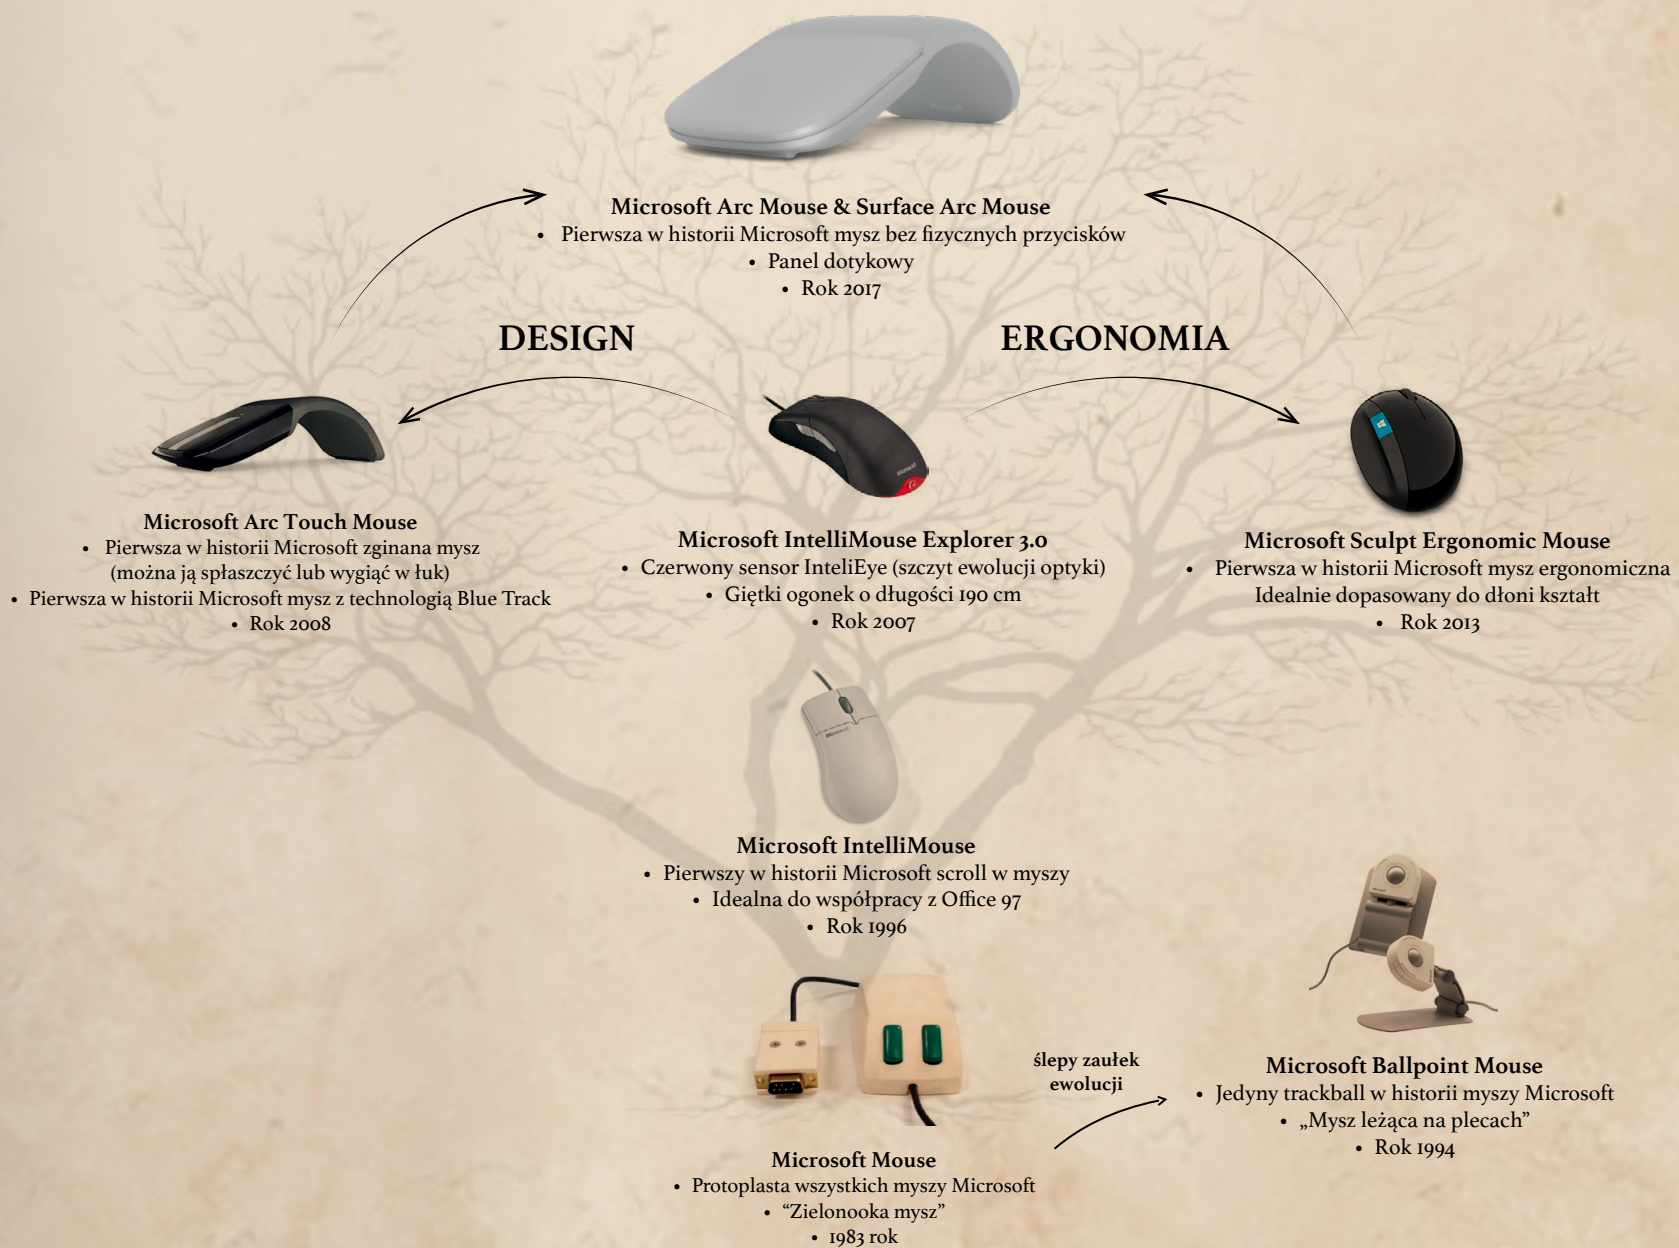 Microsoft Arc Mouse & Surface Arc Mouse
• Pierwsza w historii Microsoft mysz bez fizycznych przycisków
• Panel dotykowy
• Rok 2017
DESIGN
ERGONOMIA
Microsoft Arc Touch Mouse
• Pierwsza w historii Microsoft zginana mysz
(można ją spłaszczyć lub wygiąć w łuk)
• Pierwsza w historii Microsoft mysz z technologią Blue Track
• Rok 2008
Microsoft
Microsoft IntelliMouse Explorer 3.0
• Czerwony sensor InteliEye (szczyt ewolucji optyki)
• Giętki ogonek o długości 190 cm
• Rok 2007
Microsoft Sculpt Ergonomic Mouse
• Pierwsza w historii Microsoft mysz ergonomiczna
Idealnie dopasowany do dłoni kształt
• Rok 2013
Microsoft
Microsoft IntelliMouse
• Pierwszy w historii Microsoft scroll w myszy
• Idealna do współpracy z Office 97
• Rok 1996
ślepy zaułek
ewolucji
Microsoft Ballpoint Mouse
• Jedyny trackball w historii myszy Microsoft
• „Mysz leżąca na plecach”
• Rok 1994
Microsoft Mouse
• Protoplasta wszystkich myszy Microsoft
• “Zielonooka mysz”
• 1983 rok